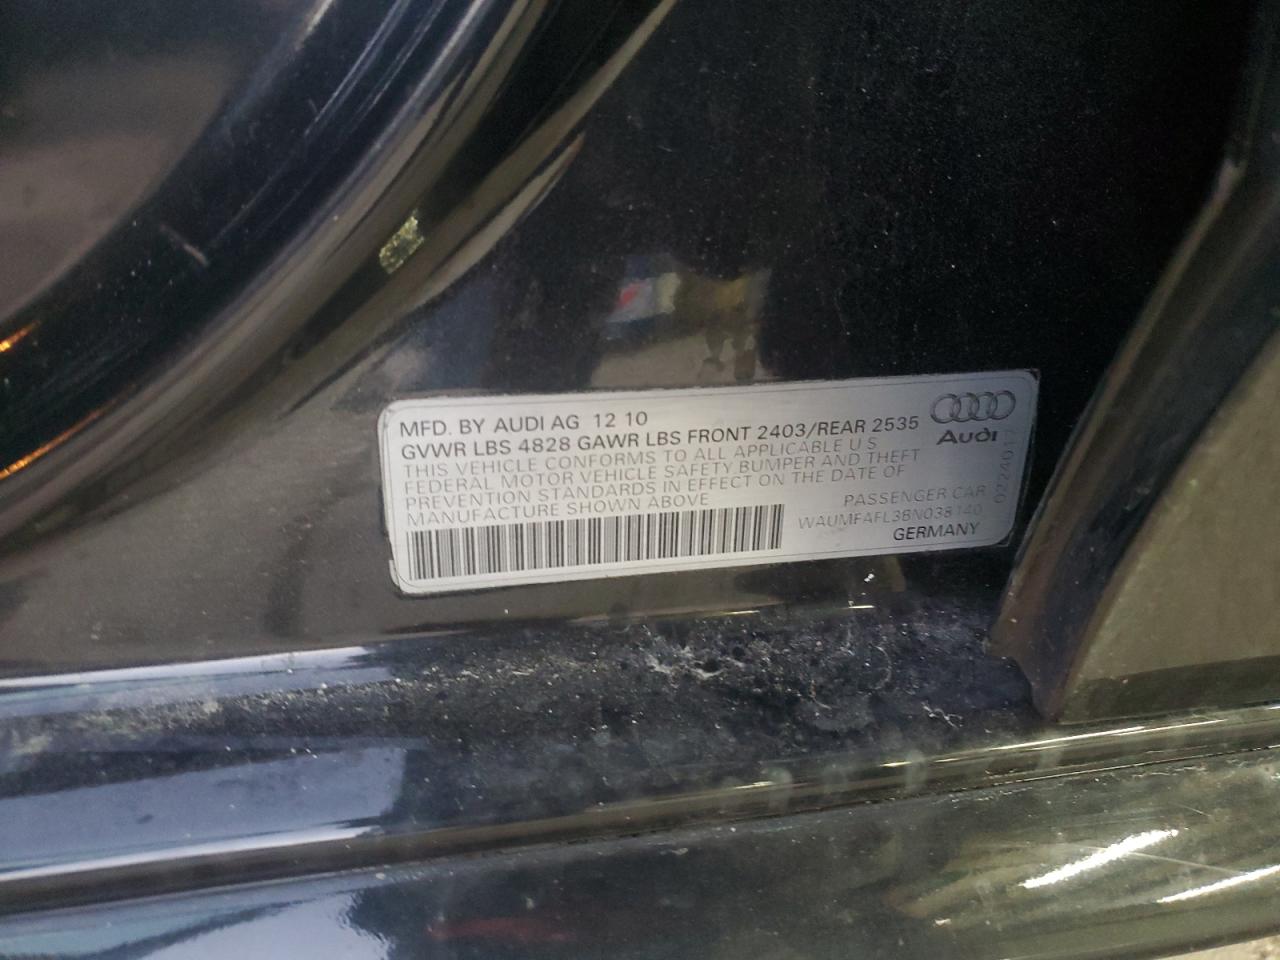 MFD. BY AUDI AG 12 10
GVWR LBS 4828 GAWR LBS FRONT 2403/REAR 2535
THIS VEHICLE CONFORMS TO ALL APPLICABLE U S
FEDERAL MOTOR VEHICLE SAFETY BUMPER AND THEFT
PREVENTION STANDARDS IN EFFECT ON THE DATE OF
MANUFACTURE SHOWN ABOVE
Audi
PASSENGER CAR
WAUMFAFL3BN038140
GERMANY